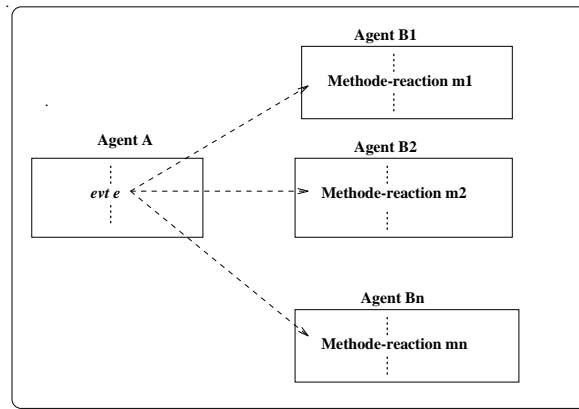 Agent B1
Methode-reaction m1
Agent A
evt e
Agent B2
Methode-reaction m2
Agent Bn
Methode-reaction mn